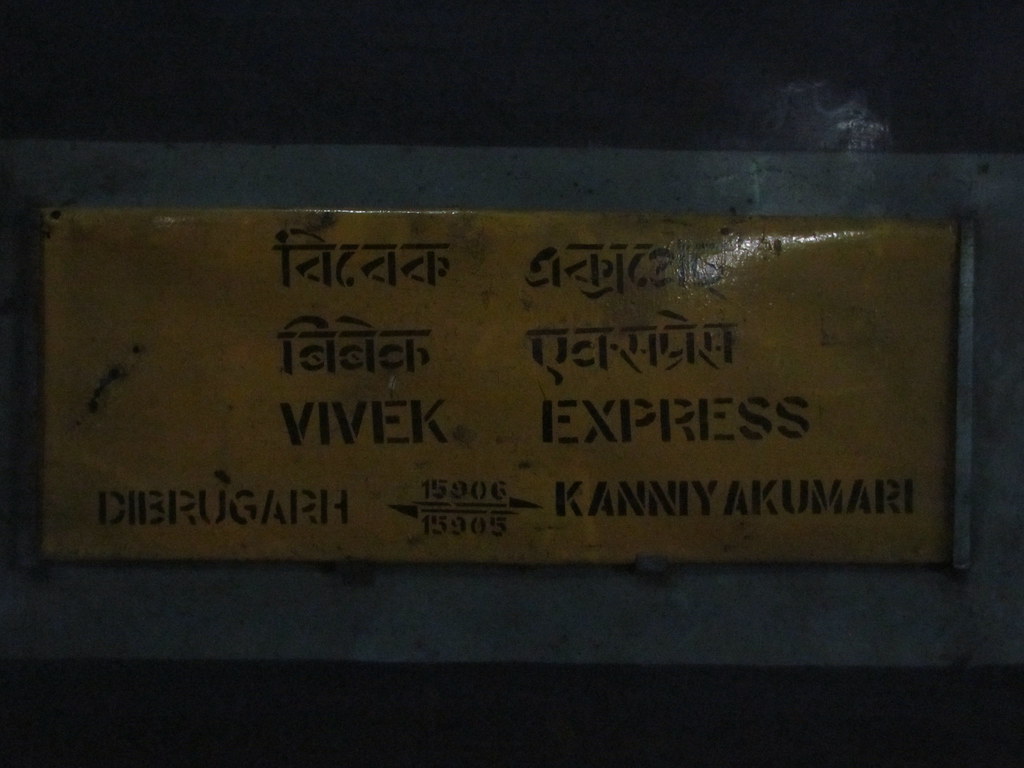 বিবেক
बिबेक एक्सप्रेस
VIVEK EXPRESS
DIBRUGARH 15906 KANNIYAKUMARI
15905